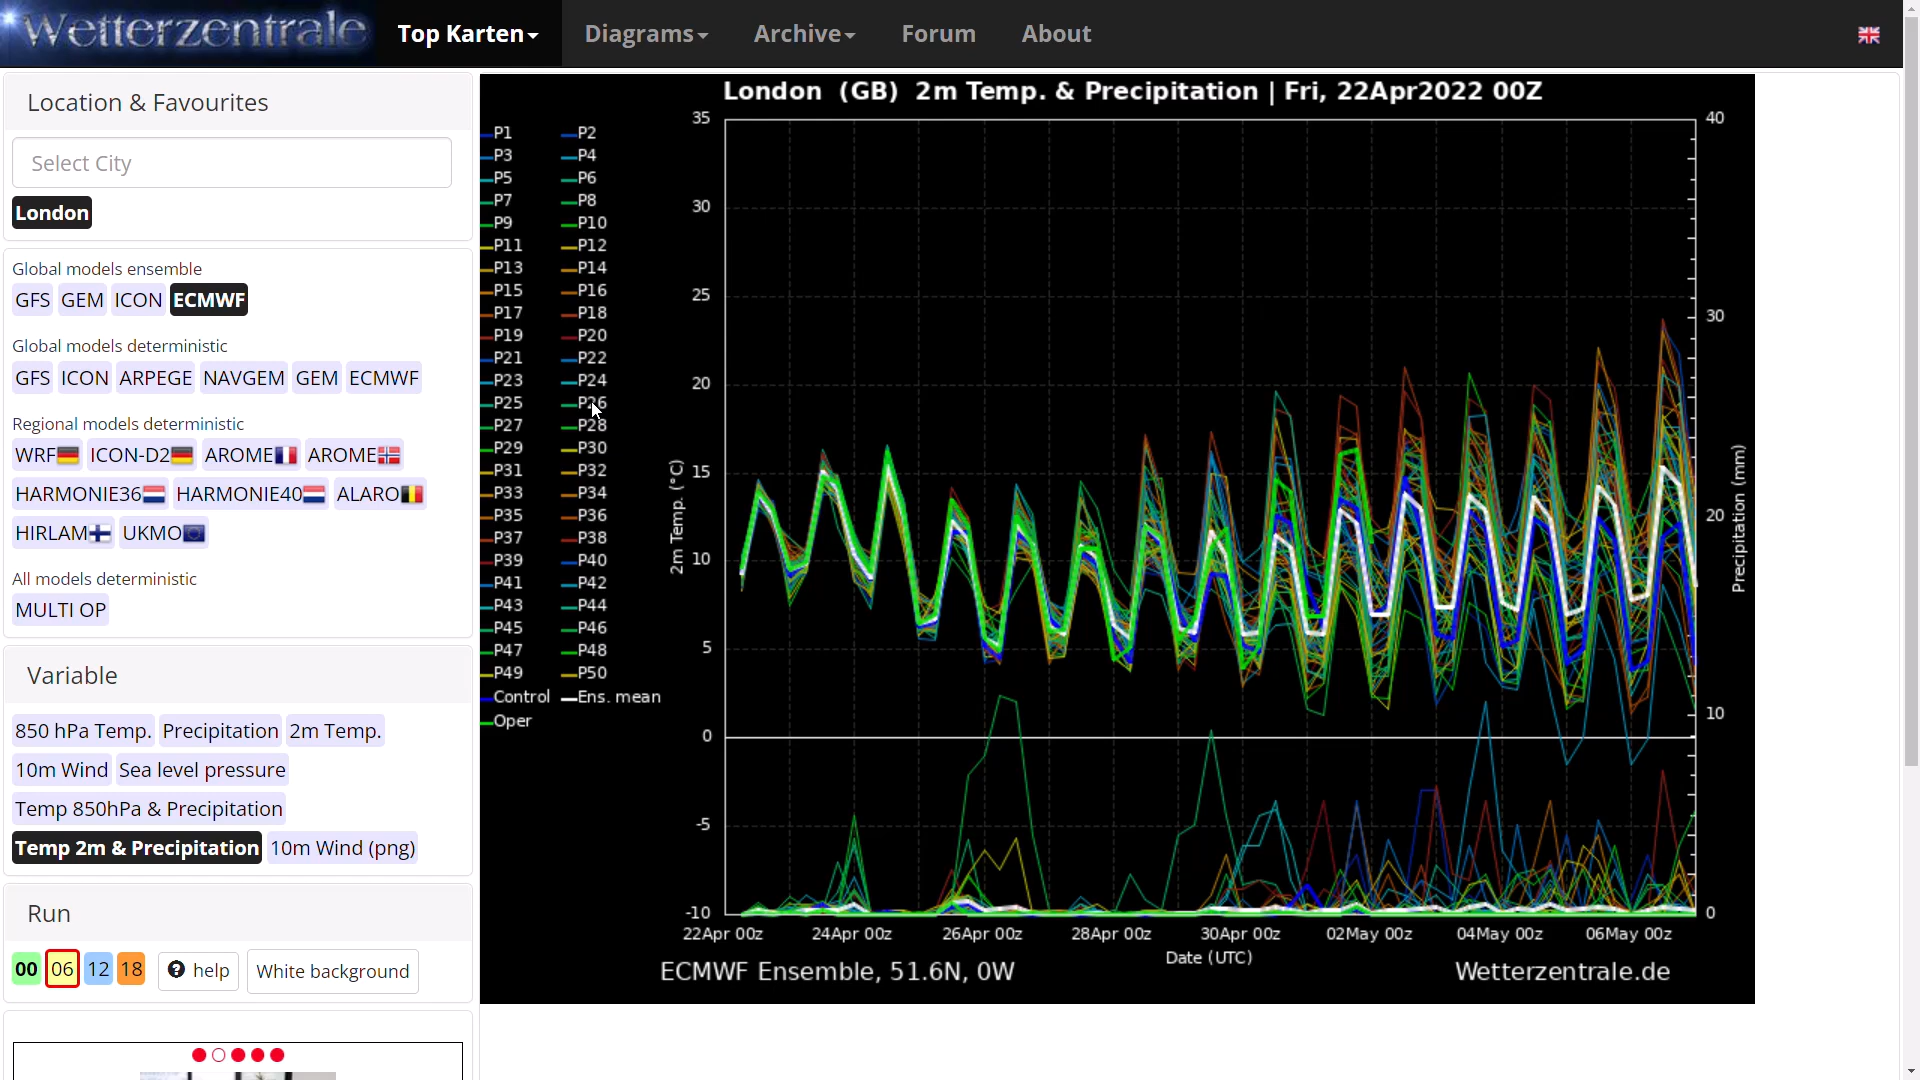 Wetterzentrale
Top Karten
Diagrams
Archive
Forum
About
Location & Favourites
Select City
London
Global models ensemble
GFS GEM ICON ECMWF
Global models deterministic
GFS ICON ARPEGE NAVGEM GEM ECMWF
Regional models deterministic
WRF ICON-D2 AROME AROME
HARMONIE36 HARMONIE40 ALARO
HIRLAM UKMO
All models deterministic
MULTI OP
Variable
850 hPa Temp. Precipitation 2m Temp.
10m Wind Sea level pressure
Temp 850hPa & Precipitation
Temp 2m & Precipitation 10m Wind (png)
Run
00 06 12 18 help White background
London (GB) 2m Temp. & Precipitation | Fri, 22Apr2022 00Z
P1 P2
P3 P4
P5 P6
P7 P8
P9 P10
P11 P12
P13 P14
P15 P16
P17 P18
P19 P20
P21 P22
P23 P24
P25 P26
P27 P28
P29 P30
P31 P32
P33 P34
P35 P36
P37 P38
P39 P40
P41 P42
P43 P44
P45 P46
P47 P48
P49 P50
Control Ens. mean
Oper
2m Temp. (°C)
35
30
25
20
15
10
5
0
-5
-10
40
30
20
10
0
Precipitation (mm)
22Apr 00z 24Apr 00z 26Apr 00z 28Apr 00z 30Apr 00z 02May 00z 04May 00z 06May 00z
Date (UTC)
ECMWF Ensemble, 51.6N, 0W
Wetterzentrale.de